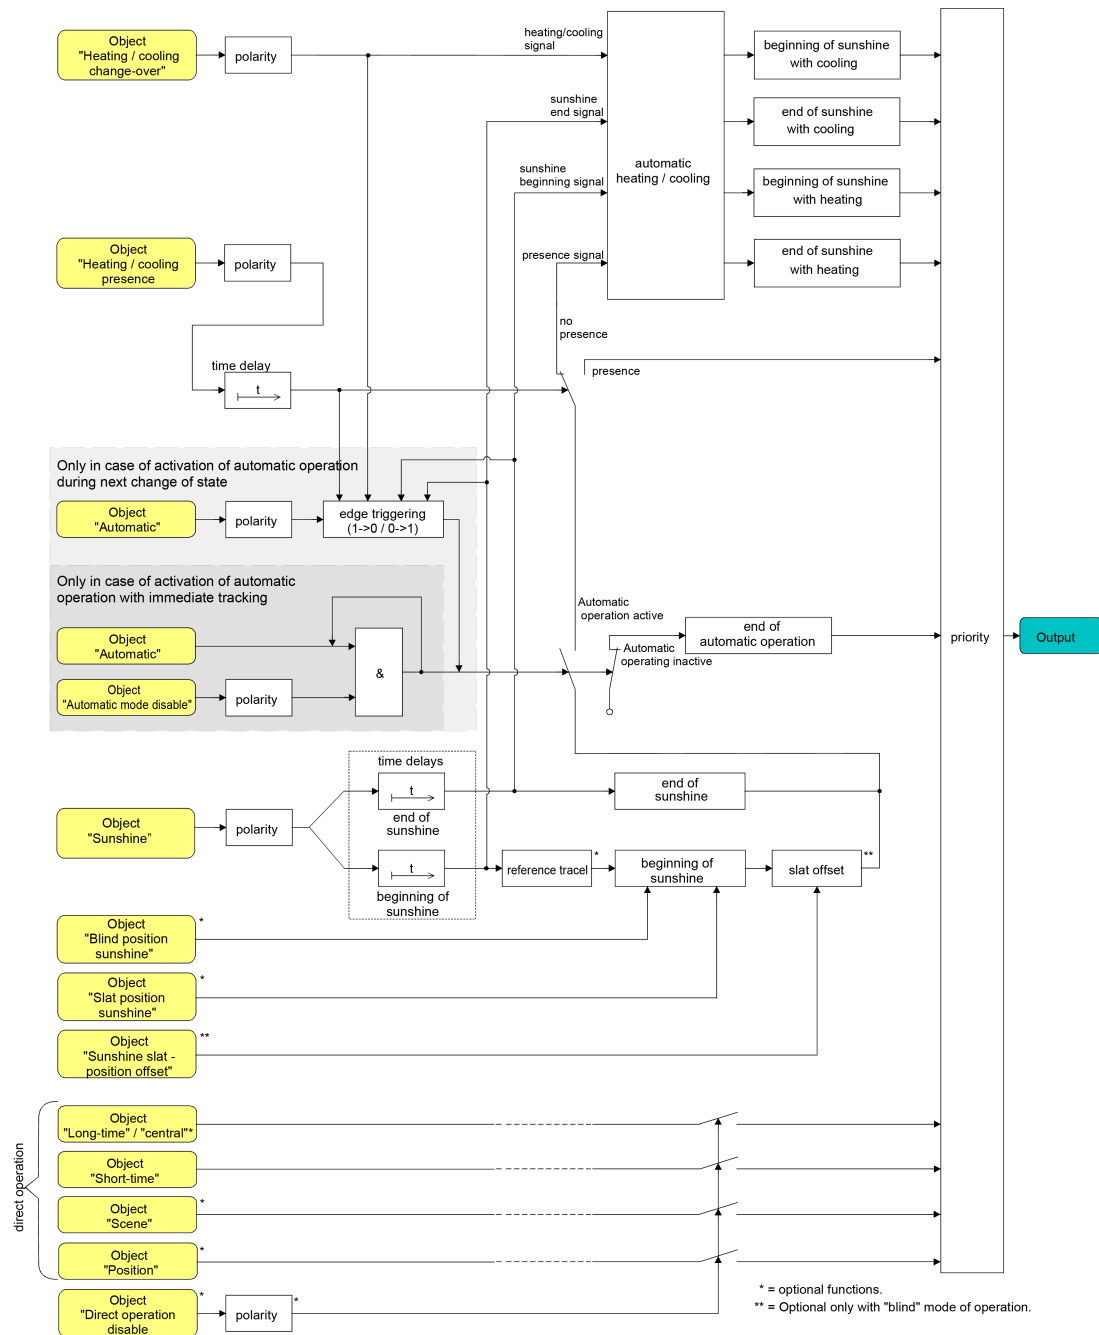 Object
"Heating / cooling
change-over"
polarity
heating/cooling
signal
beginning of sunshine
with cooling
sunshine
end signal
end of sunshine
with cooling
automatic
heating / cooling
sunshine
beginning signal
beginning of sunshine
with heating
Object
"Heating / cooling
presence
polarity
presence signal
end of sunshine
with heating
no
presence
presence
time delay
t
Only in case of activation of automatic operation
during next change of state
Object
"Automatic"
polarity
edge triggering
(1->0 / 0->1)
Only in case of activation of automatic
operation with immediate tracking
Object
"Automatic"
Object
"Automatic mode disable"
polarity
&
Automatic
operation active
end of
automatic operation
Automatic
operating inactive
priority
Output
time delays
t
end of
sunshine
end of
sunshine
Object
"Sunshine"
polarity
t
beginning of
sunshine
reference tracel
*
beginning of
sunshine
slat offset
**
Object
"Blind position
sunshine"
*
Object
"Slat position
sunshine"
*
Object
"Sunshine slat -
position offset"
**
direct operation
Object
"Long-time" / "central"*
Object
"Short-time"
Object
"Scene"
*
Object
"Position"
*
Object
"Direct operation
disable
*
polarity
*
* = optional functions.
** = Optional only with "blind" mode of operation.